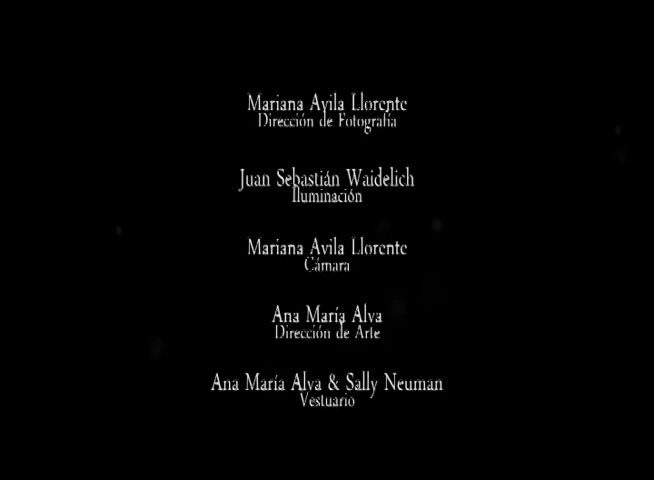 Mariana Avila Llorente
Dirección de Fotografía
Juan Sebastián Waidelich
Iluminación
Mariana Avila Llorente
Cámara
Ana María Alva
Dirección de Arte
Ana María Alva & Sally Neuman
Vestuario